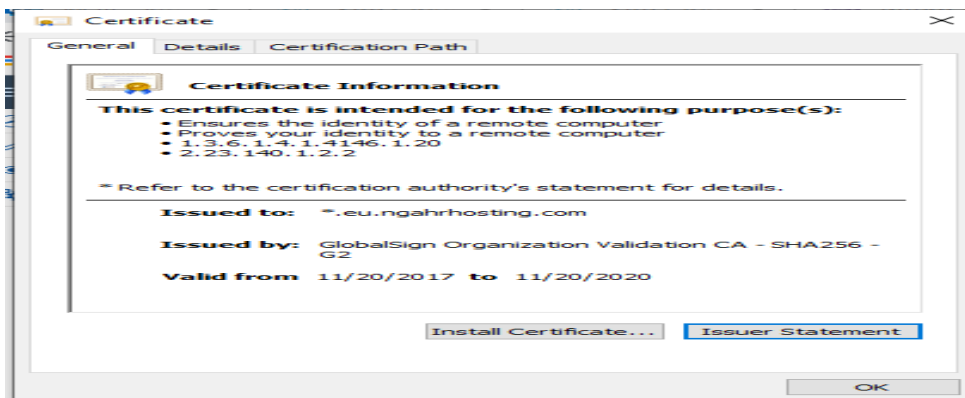 Certificate
General Details Certification Path
Certificate Information
This certificate is intended for the following purpose(s):
• Ensures the identity of a remote computer
• Proves your identity to a remote computer
• 1.3.6.1.4.1.4146.1.20
• 2.23.140.1.2.2
* Refer to the certification authority's statement for details.
Issued to: *.eu.ngahrhosting.com
Issued by: GlobalSign Organization Validation CA - SHA256 -
G2
Valid from 11/20/2017 to 11/20/2020
Install Certificate... Issuer Statement
OK